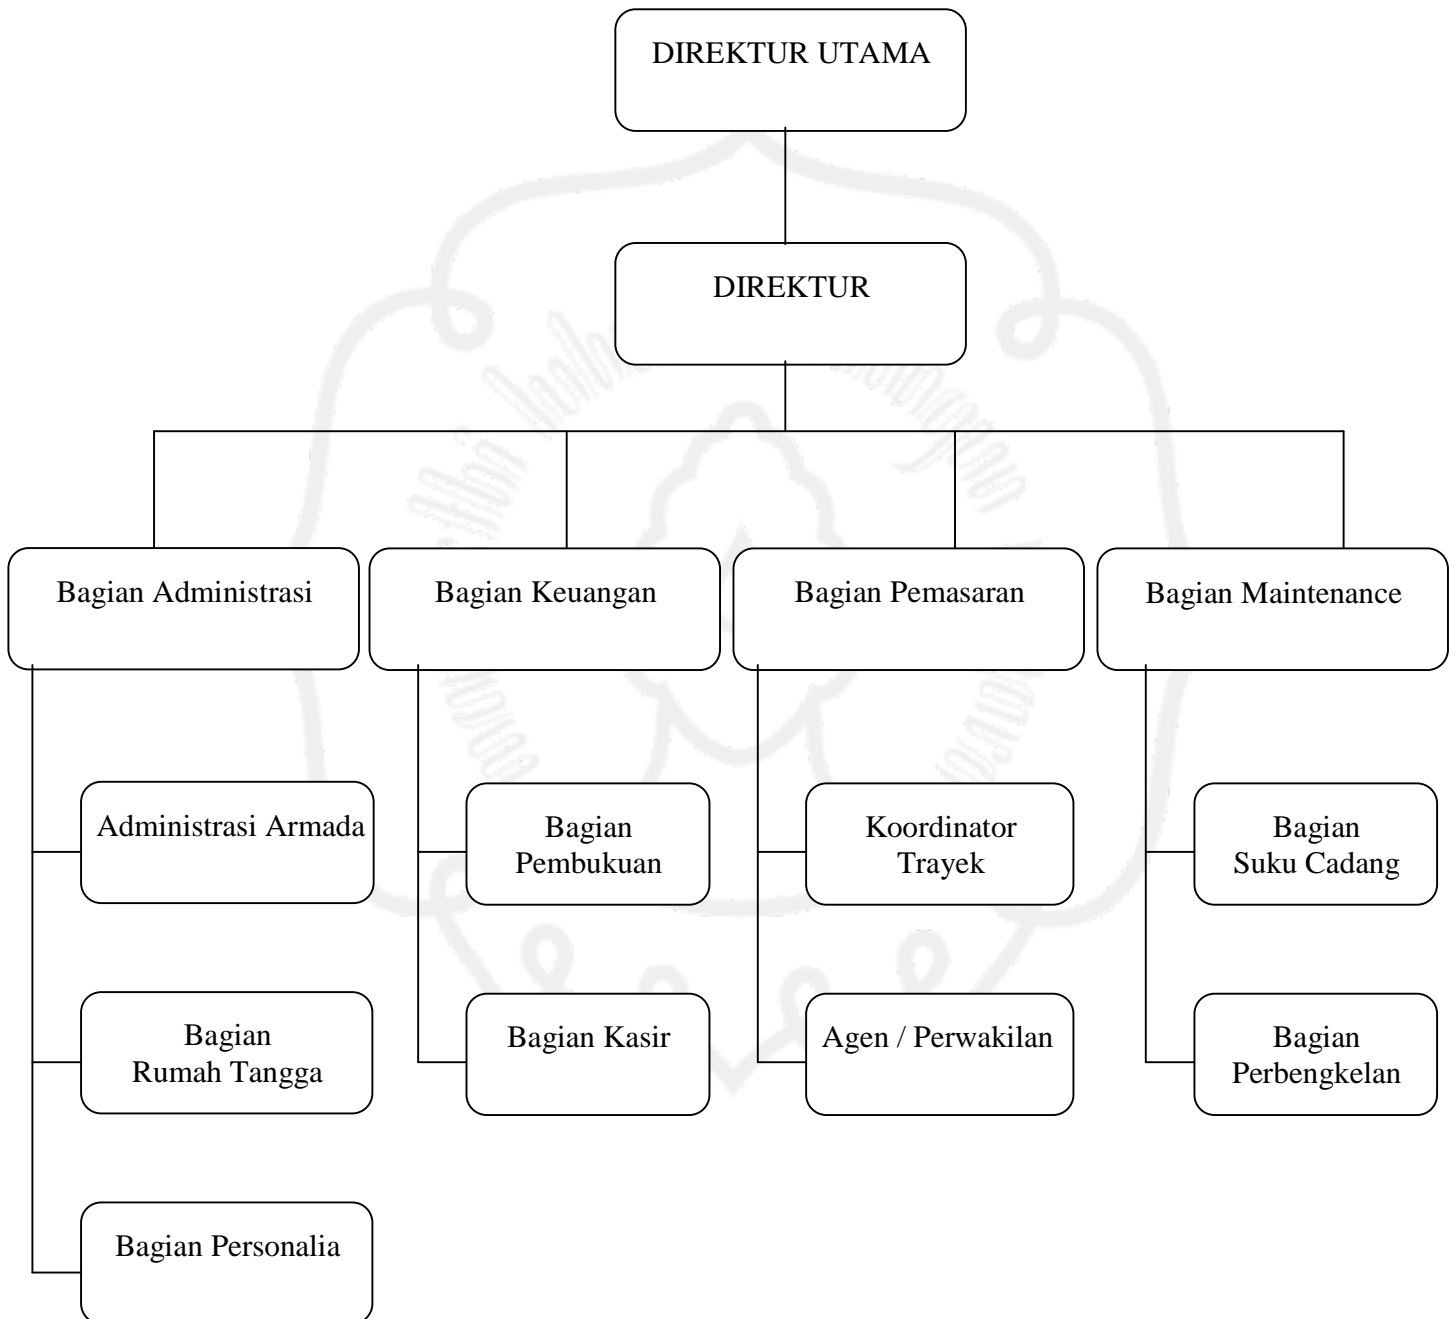 DIREKTUR UTAMA
DIREKTUR
Bagian Administrasi
Bagian Keuangan
Bagian Pemasaran
Bagian Maintenance
Administrasi Armada
Bagian
Pembukuan
Koordinator
Trayek
Bagian
Suku Cadang
Bagian
Rumah Tangga
Bagian Kasir
Agen / Perwakilan
Bagian
Perbengkelan
Bagian Personalia